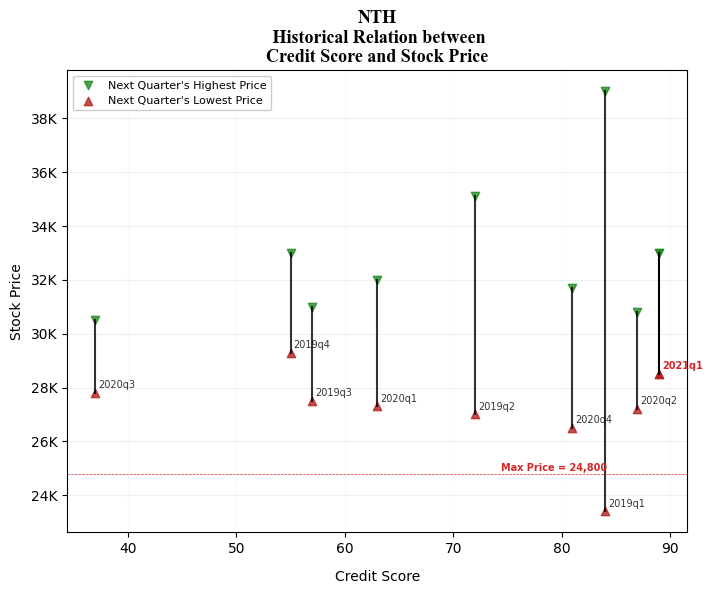 NTH
Historical Relation between
Credit Score and Stock Price
Next Quarter's Highest Price
Next Quarter's Lowest Price
38K
36K
34K
32K
30K
28K
26K
24K
Stock Price
2020q3
2019q4
2019q3
2020q1
2019q2
2020q4
2019q1
2020q2
2021q1
Max Price = 24,800
40
50
60
70
80
90
Credit Score